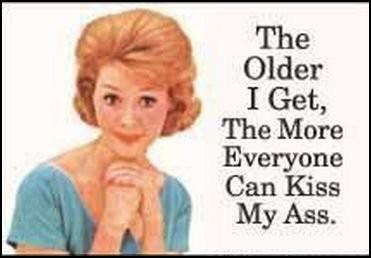 The
Older
I Get,
The More
Everyone
Can Kiss
My Ass.